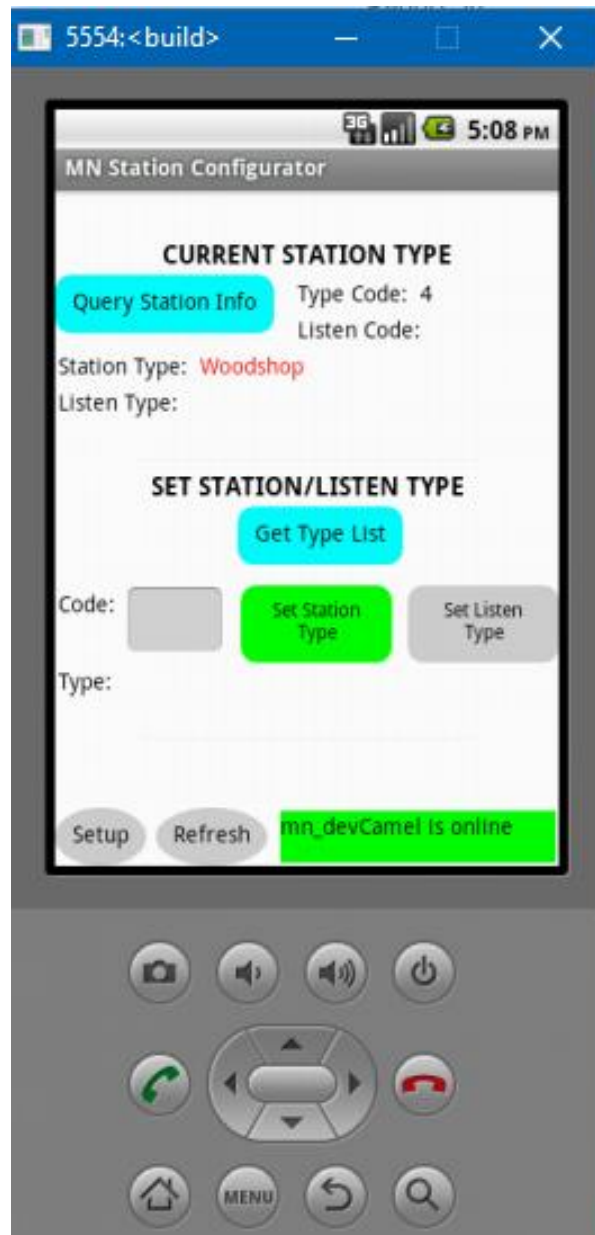 5554:<build>
3G 5:08 PM
MN Station Configurator
CURRENT STATION TYPE
Query Station Info
Type Code: 4
Listen Code:
Station Type: Woodshop
Listen Type:
SET STATION/LISTEN TYPE
Get Type List
Code:
Set Station
Type
Set Listen
Type
Type:
Setup
Refresh
mn_devCamel is online
MENU